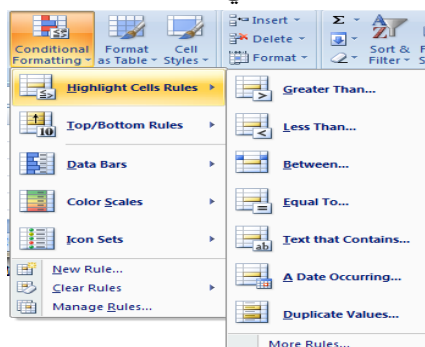 Conditional Formatting
Format as Table
Cell Styles
Insert
Delete
Format
Σ
Sort & Filter
Highlight Cells Rules
Top/Bottom Rules
Data Bars
Color Scales
Icon Sets
New Rule...
Clear Rules
Manage Rules...
Greater Than...
Less Than...
Between...
Equal To...
Text that Contains...
A Date Occurring...
Duplicate Values...
More Rules...